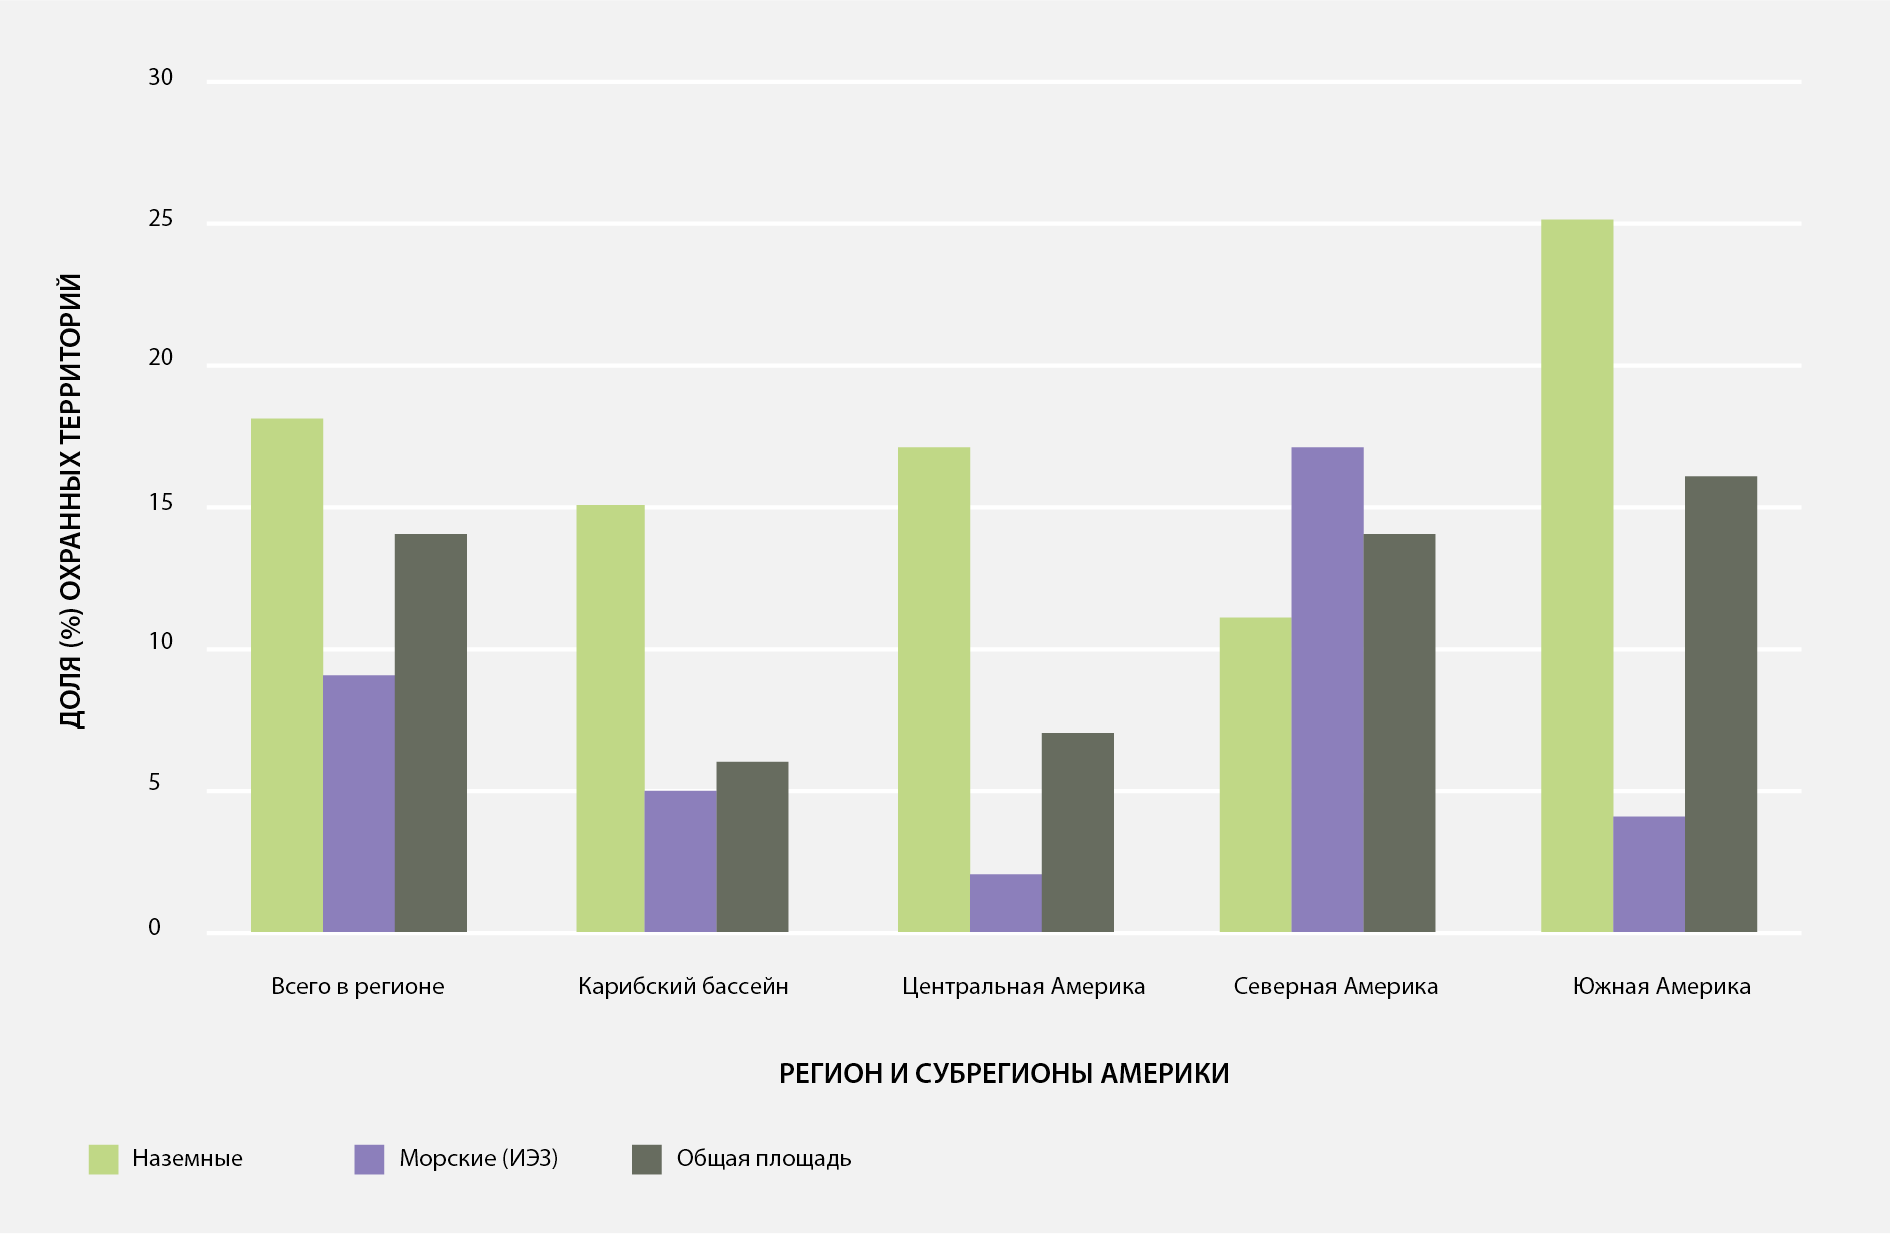 30
25
20
15
10
5
0
ДОЛЯ (%) ОХРАННЫХ ТЕРРИТОРИЙ
Всего в регионе
Карибский бассейн
Центральная Америка
Северная Америка
Южная Америка
РЕГИОН И СУБРЕГИОНЫ АМЕРИКИ
Наземные
Морские (ИЭЗ)
Общая площадь